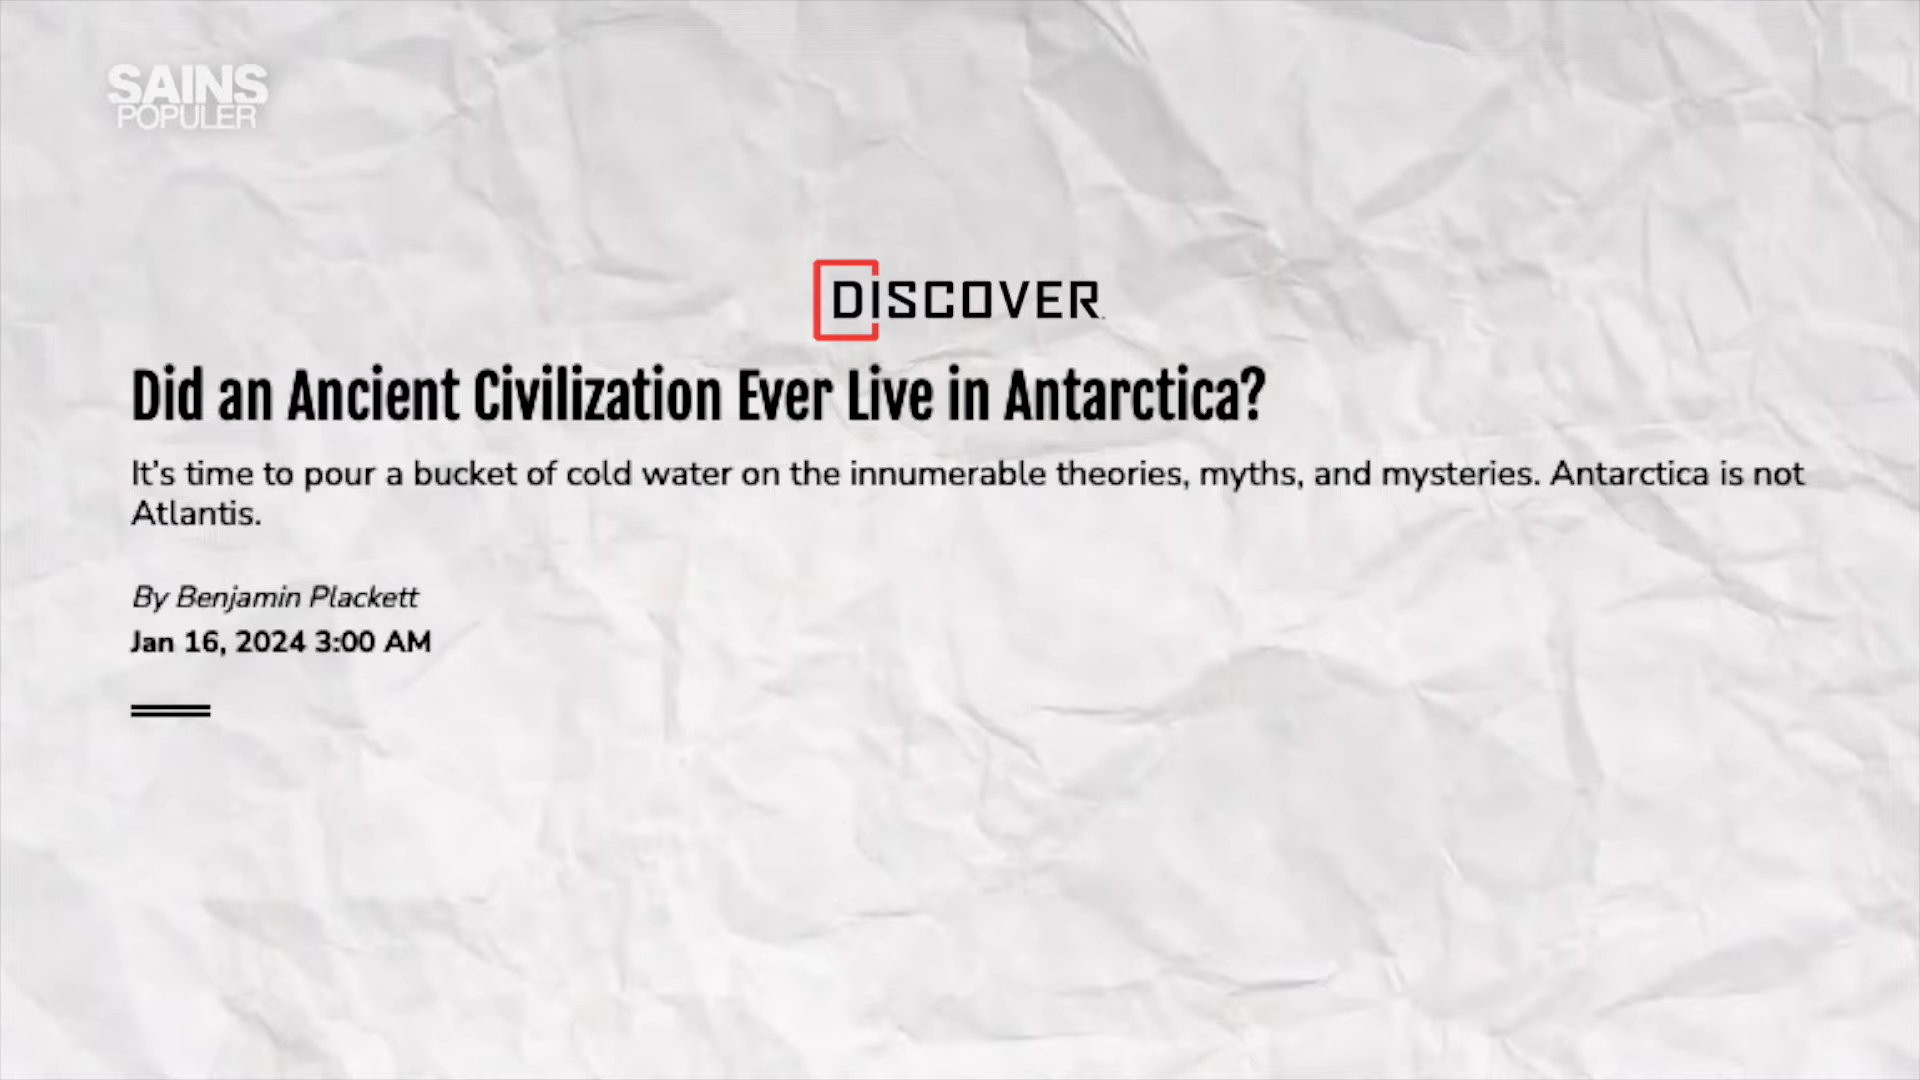 SAINS
POPULER
DISCOVER
Did an Ancient Civilization Ever Live in Antarctica?
It's time to pour a bucket of cold water on the innumerable theories, myths, and mysteries. Antarctica is not
Atlantis.
By Benjamin Plackett
Jan 16, 2024 3:00 AM